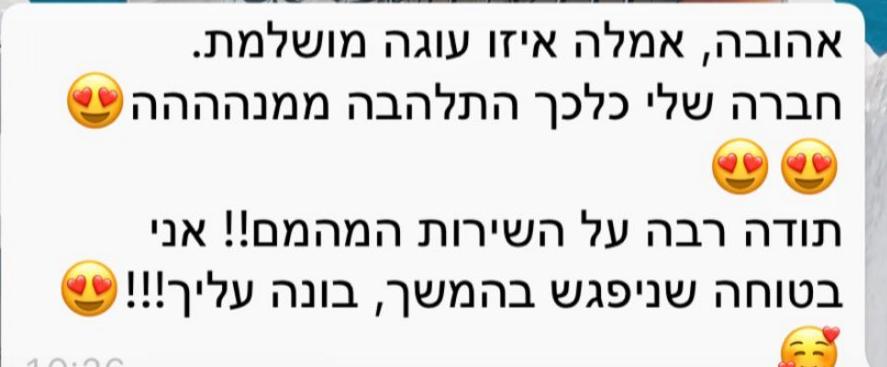 אהובה, אמלה איזו עוגה מושלמת.
חברה שלי כלכך התלהבה ממנהההה😍
😍😍
תודה רבה על השירות המהמם!! אני
בטוחה שניפגש בהמשך, בונה עליך!!!😍
🥰